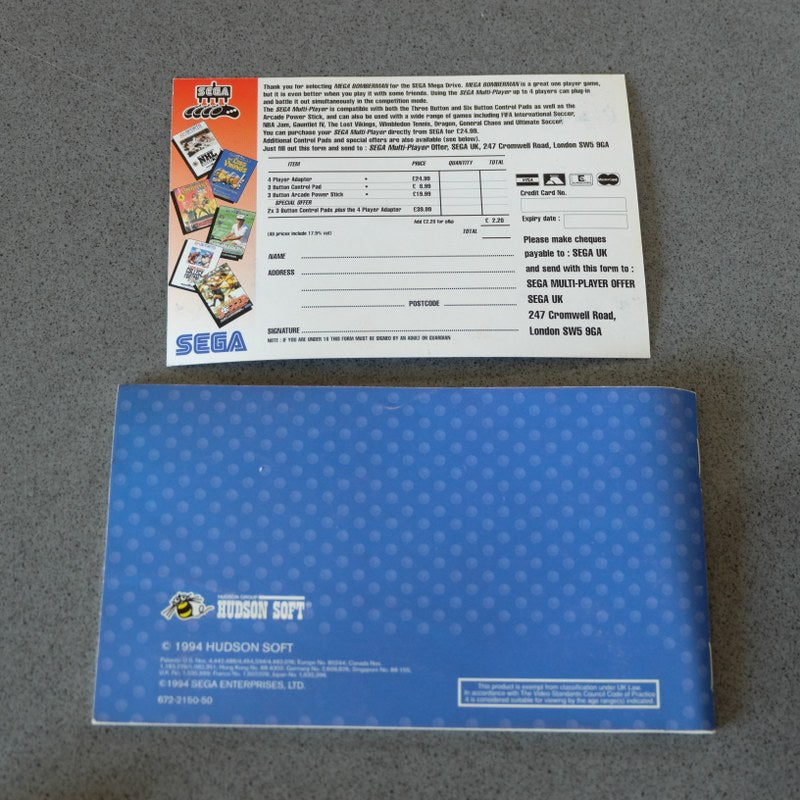 SEGA
Thank you for selecting MEGA BOMBERMAN for the SEGA Mega Drive. MEGA BOMBERMAN is a great one player game,
but it is even better when you play it with some friends. Using the SEGA Multi-Player up to 4 players can plug-in
and battle it out simultaneously in the competition mode.
The SEGA Multi-Player is compatible with both the Three Button and Six Button Control Pads as well as the
Arcade Power Stick, and can also be used with a wide range of games including FIFA International Soccer,
NBA Jam, Gauntlet IV, The Lost Vikings, Wimbledon Tennis, Dragon, General Chaos and Ultimate Soccer.
You can purchase your SEGA Multi-Player directly from SEGA for £24.99.
Additional Control Pads and special offers are also available (see below).
Just fill out this form and send to : SEGA Multi-Player Offer, SEGA UK, 247 Cromwell Road, London SW5 9GA
ITEM PRICE QUANTITY TOTAL
4 Player Adapter • £24.99
3 Button Control Pad • £ 9.99
3 Button Arcade Power Stick • £19.99
SPECIAL OFFER
2x 3 Button Control Pads plus the 4 Player Adapter £39.99
Add £2.20 for p&p £ 2.20
(All prices include 17.5% vat) TOTAL
VISA
Credit Card No.
Expiry date :
Please make cheques
payable to : SEGA UK
and send with this form to :
SEGA MULTI-PLAYER OFFER
SEGA UK
247 Cromwell Road,
London SW5 9GA
NAME
ADDRESS
POSTCODE
SIGNATURE
NOTE : IF YOU ARE UNDER 16 THIS FORM MUST BE SIGNED BY AN ADULT OR GUARDIAN
SEGA
HUDSON GROUP
HUDSON SOFT®
© 1994 HUDSON SOFT
©1994 SEGA ENTERPRISES, LTD.
672-2150-50
This product is exempt from classification under UK Law.
In accordance with The Video Standards Council Code of Practice
it is considered suitable for viewing by the age range(s) indicated.